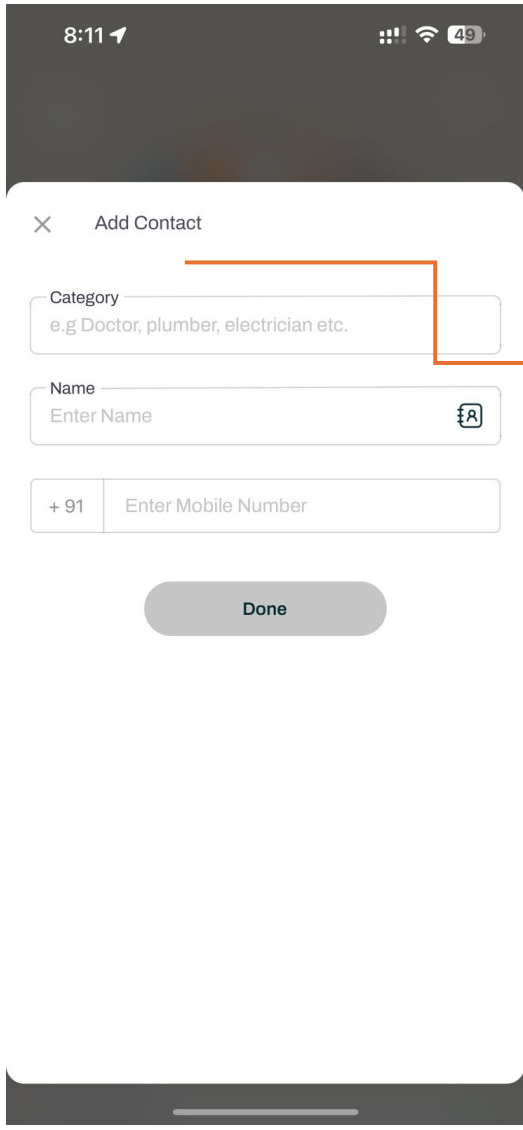 8:11
49
Add Contact
Category
e.g Doctor, plumber, electrician etc.
Name
Enter Name
+ 91 Enter Mobile Number
Done